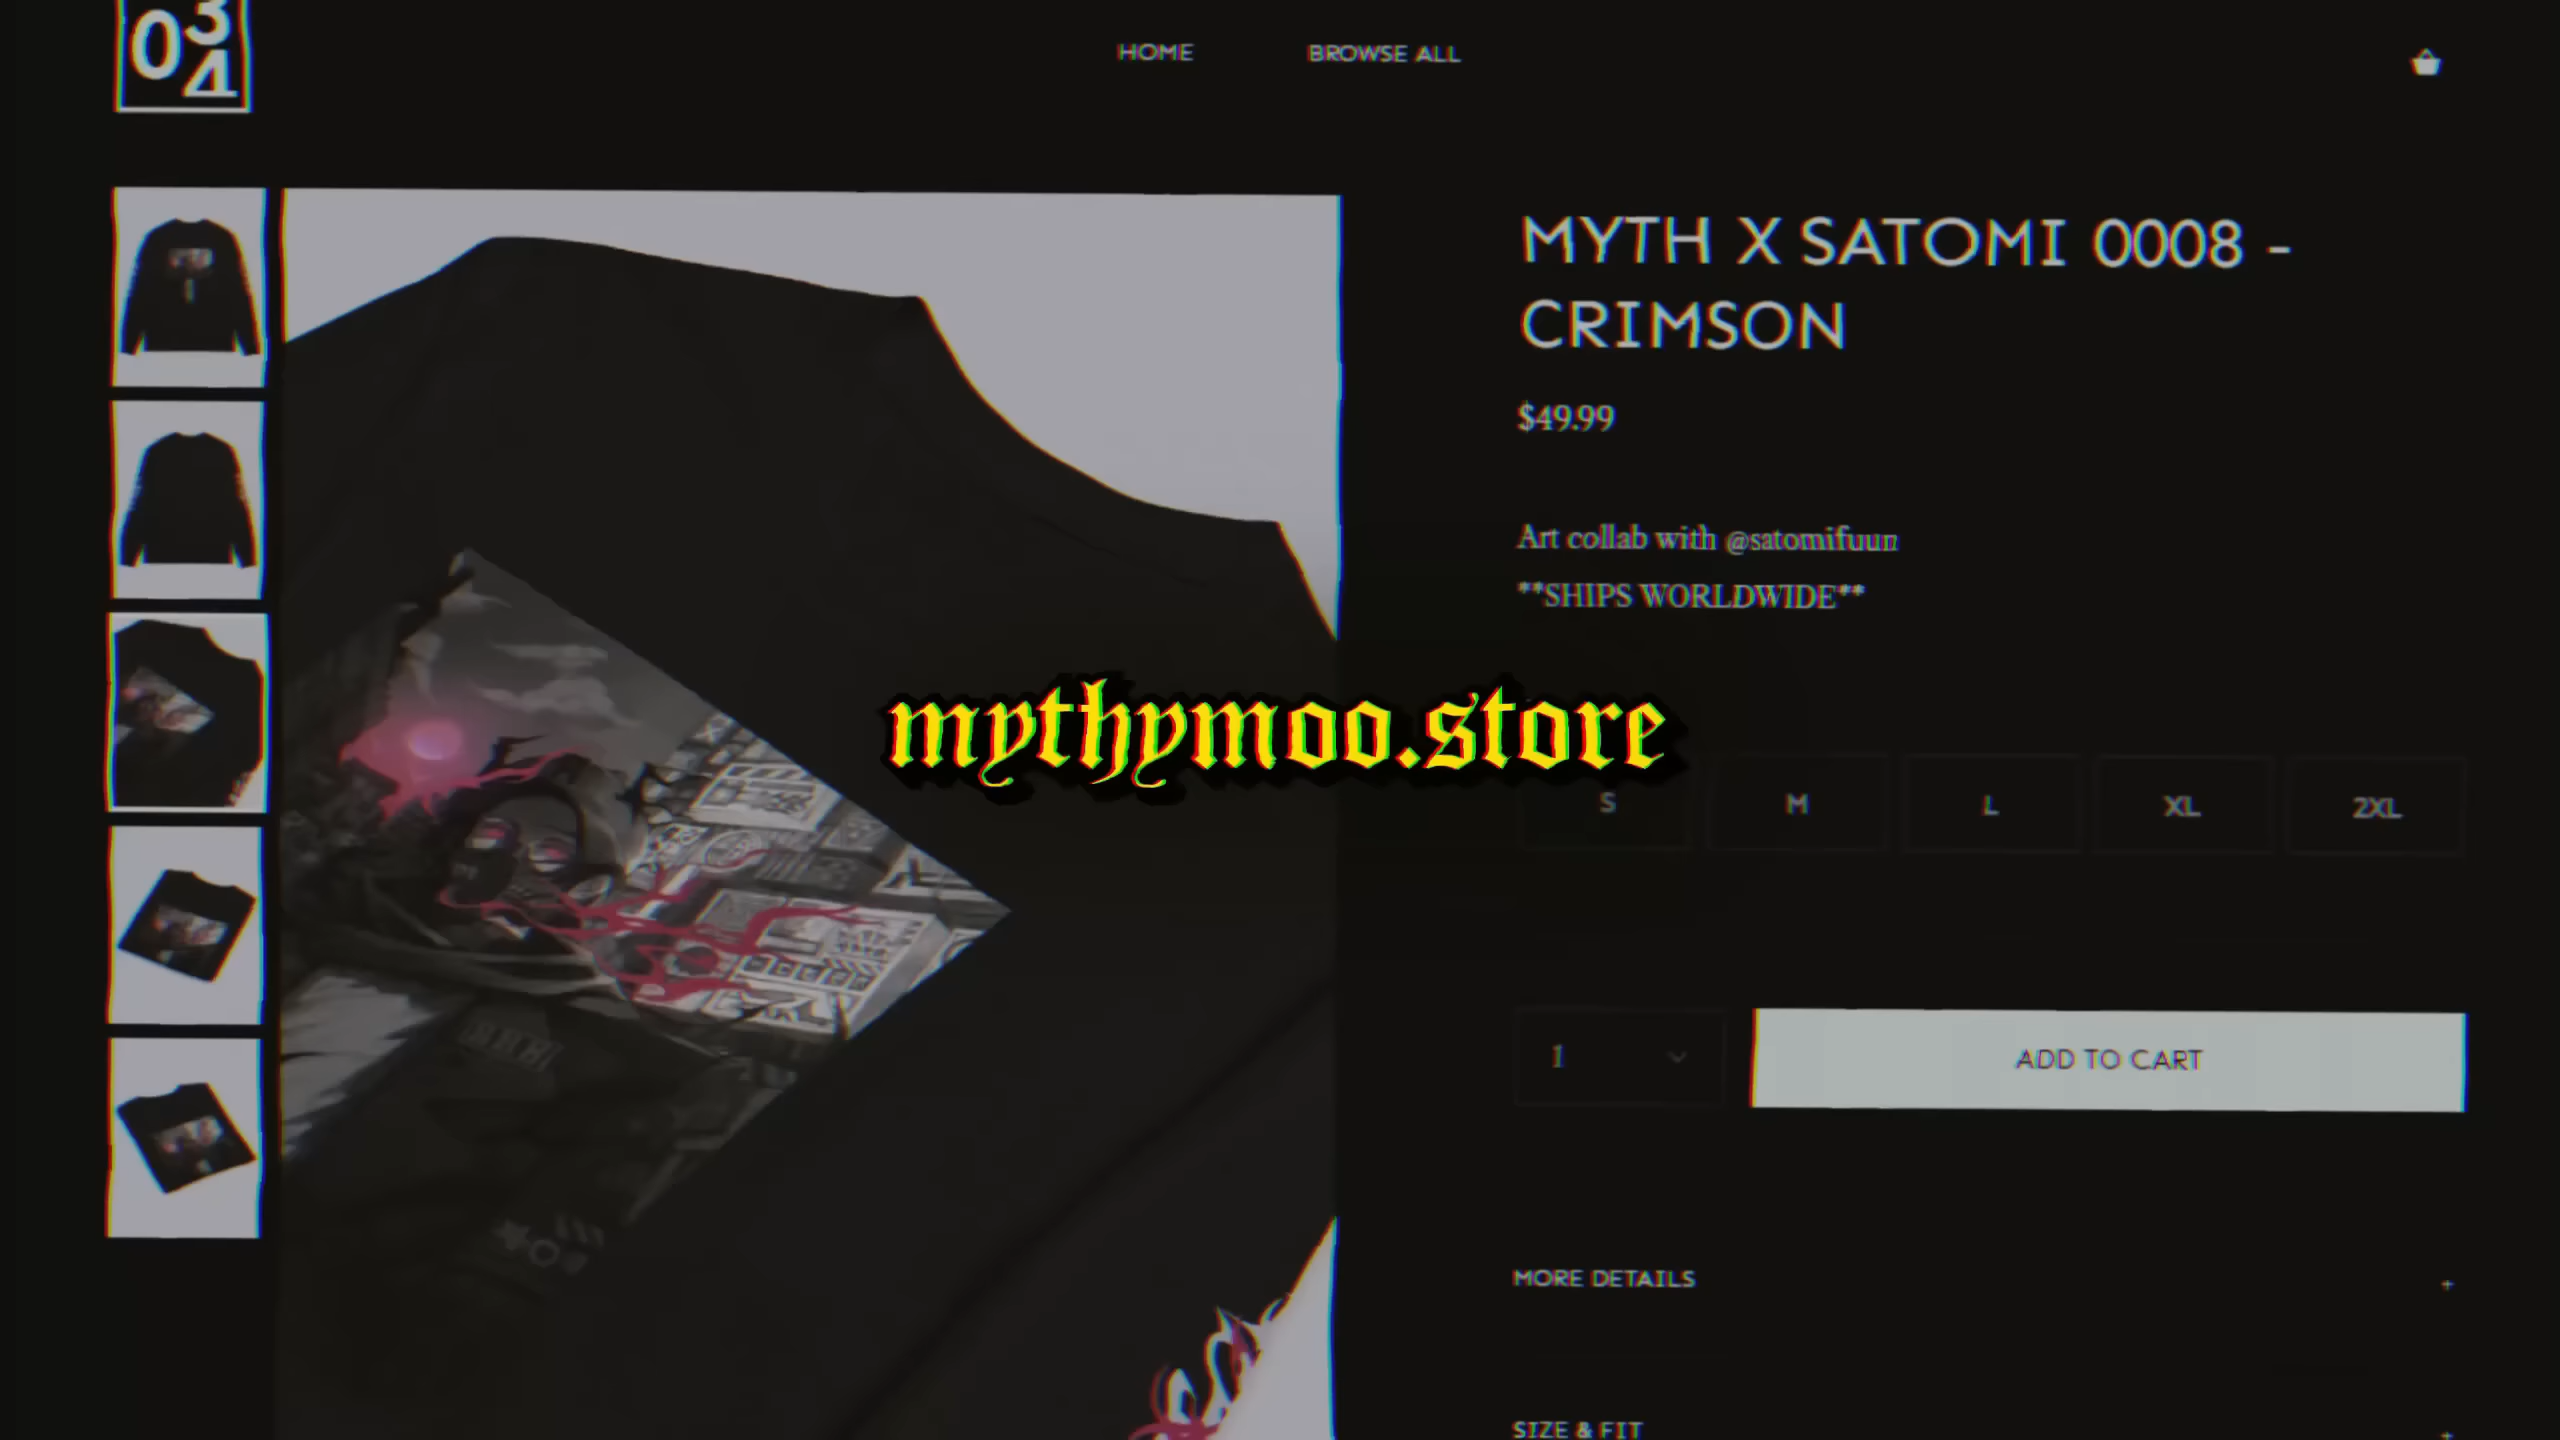 034
HOME
BROWSE ALL
MYTH X SATOMI 0008 -
CRIMSON
$49.99
Art collab with @satomifuun
**SHIPS WORLDWIDE**
mythymoo.store
S
M
L
XL
2XL
1
ADD TO CART
MORE DETAILS
+
SIZE & FIT
+